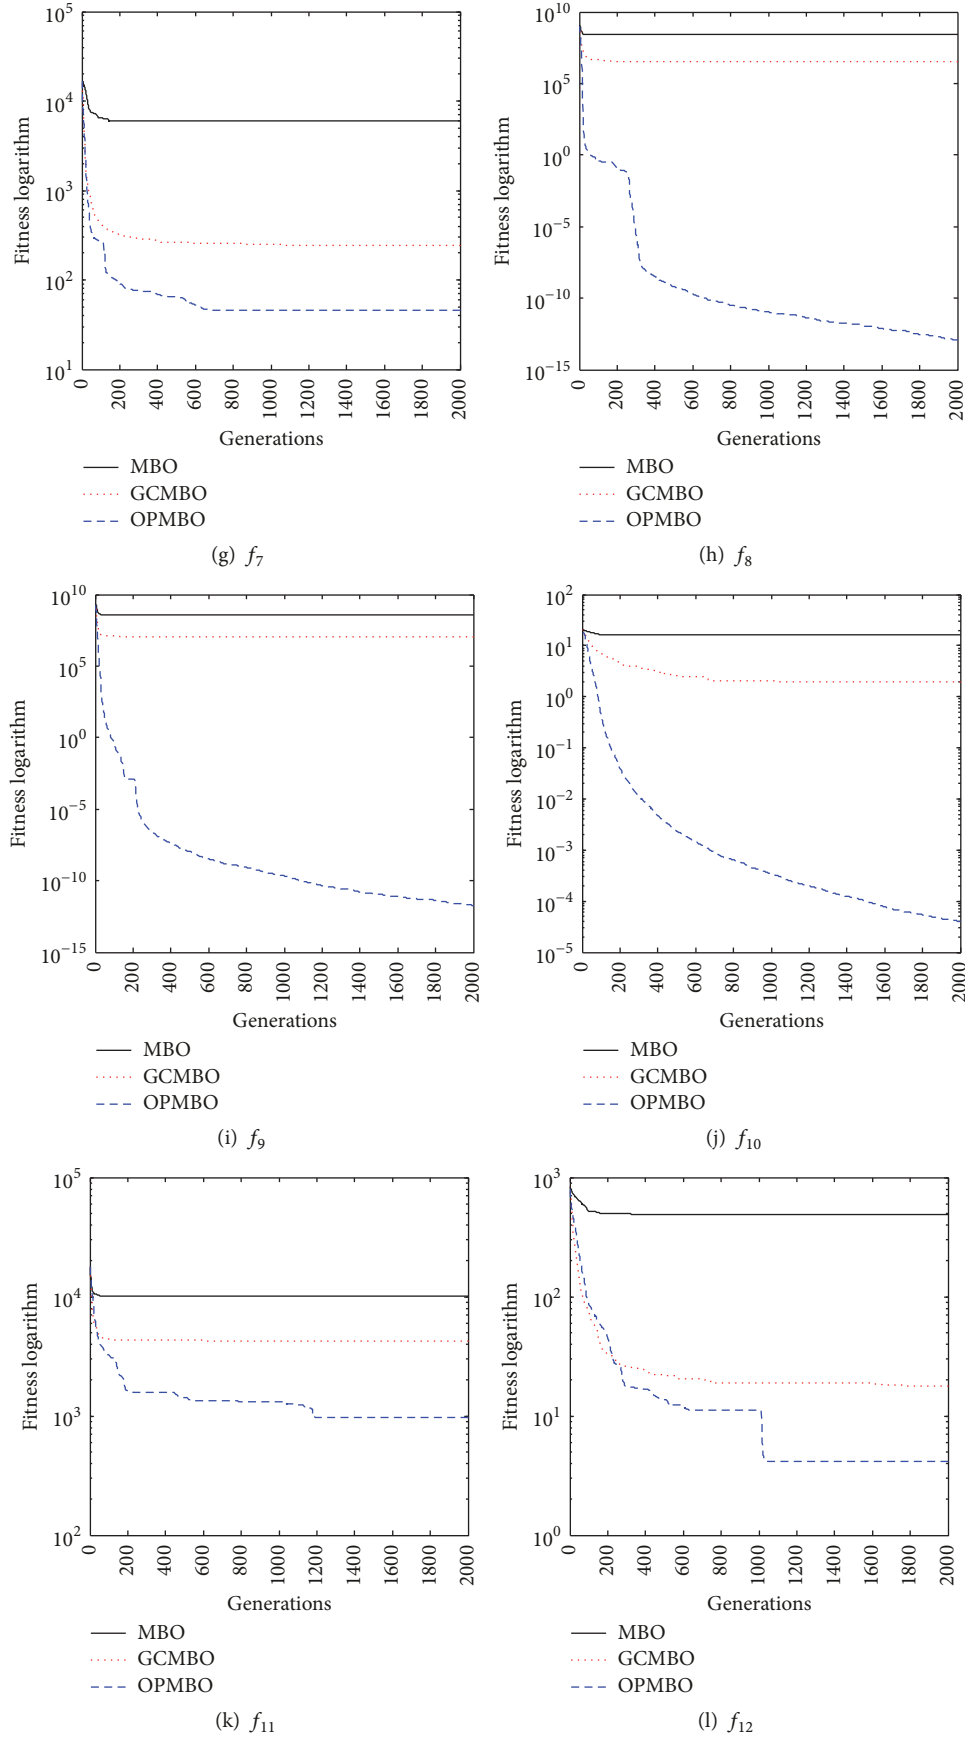 10^5
10^4
10^3
10^2
10^1
Fitness logarithm
0
200
400
600
800
1000
1200
1400
1600
1800
2000
Generations
MBO
GCMBO
OPMBO
(g) f_7
10^10
10^5
10^0
10^−5
10^−10
10^−15
Fitness logarithm
0
200
400
600
800
1000
1200
1400
1600
1800
2000
Generations
MBO
GCMBO
OPMBO
(h) f_8
10^10
10^5
10^0
10^−5
10^−10
10^−15
Fitness logarithm
0
200
400
600
800
1000
1200
1400
1600
1800
2000
Generations
MBO
GCMBO
OPMBO
(i) f_9
10^2
10^1
10^0
10^−1
10^−2
10^−3
10^−4
10^−5
Fitness logarithm
0
200
400
600
800
1000
1200
1400
1600
1800
2000
Generations
MBO
GCMBO
OPMBO
(j) f_10
10^5
10^4
10^3
10^2
Fitness logarithm
0
200
400
600
800
1000
1200
1400
1600
1800
2000
Generations
MBO
GCMBO
OPMBO
(k) f_11
10^3
10^2
10^1
10^0
Fitness logarithm
0
200
400
600
800
1000
1200
1400
1600
1800
2000
Generations
MBO
GCMBO
OPMBO
(l) f_12